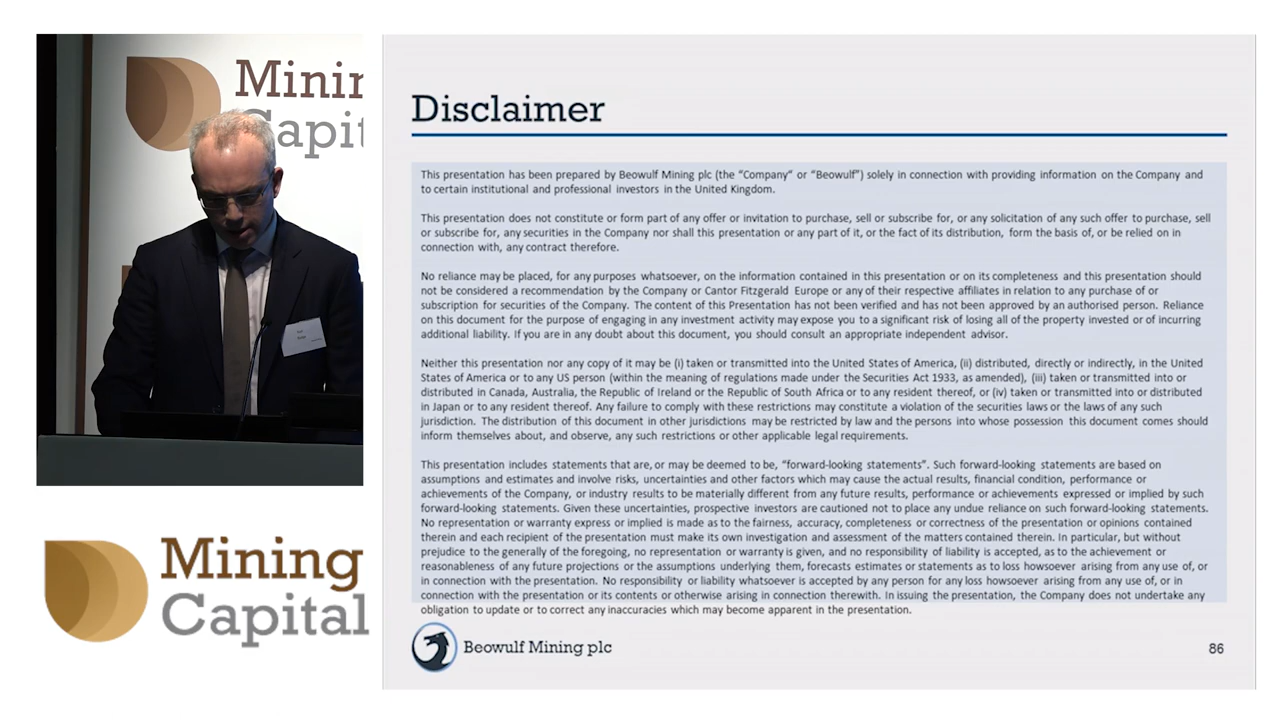 Minin
Capit
Mining
Capital
Disclaimer
This presentation has been prepared by Beowulf Mining plc (the “Company“ or “Beowulf”) solely in connection with providing information on the Company and
to certain institutional and professional investors in the United Kingdom.
This presentation does not constitute or form part of any offer or invitation to purchase, sell or subscribe for, or any solicitation of any such offer to purchase, sell
or subscribe for, any securities in the Company nor shall this presentation or any part of it, or the fact of its distribution, form the basis of, or be relied on in
connection with, any contract therefore.
No reliance may be placed, for any purposes whatsoever, on the information contained in this presentation or on its completeness and this presentation should
not be considered a recommendation by the Company or Cantor Fitzgerald Europe or any of their respective affiliates in relation to any purchase of or
subscription for securities of the Company. The content of this Presentation has not been verified and has not been approved by an authorised person. Reliance
on this document for the purpose of engaging in any investment activity may expose you to a significant risk of losing all of the property invested or of incurring
additional liability. If you are in any doubt about this document, you should consult an appropriate independent advisor.
Neither this presentation nor any copy of it may be (i) taken or transmitted into the United States of America, (ii) distributed, directly or indirectly, in the United
States of America or to any US person (within the meaning of regulations made under the Securities Act 1933, as amended), (iii) taken or transmitted into or
distributed in Canada, Australia, the Republic of Ireland or the Republic of South Africa or to any resident thereof, or (iv) taken or transmitted into or distributed
in Japan or to any resident thereof. Any failure to comply with these restrictions may constitute a violation of the securities laws or the laws of any such
jurisdiction. The distribution of this document in other jurisdictions may be restricted by law and the persons into whose possession this document comes should
inform themselves about, and observe, any such restrictions or other applicable legal requirements.
This presentation includes statements that are, or may be deemed to be, “forward-looking statements”. Such forward-looking statements are based on
assumptions and estimates and involve risks, uncertainties and other factors which may cause the actual results, financial condition, performance or
achievements of the Company, or industry results to be materially different from any future results, performance or achievements expressed or implied by such
forward-looking statements. Given these uncertainties, prospective investors are cautioned not to place any undue reliance on such forward-looking statements.
No representation or warranty express or implied is made as to the fairness, accuracy, completeness or correctness of the presentation or opinions contained
therein and each recipient of the presentation must make its own investigation and assessment of the matters contained therein. In particular, but without
prejudice to the generally of the foregoing, no representation or warranty is given, and no responsibility of liability is accepted, as to the achievement or
reasonableness of any future projections or the assumptions underlying them, forecasts estimates or statements as to loss howsoever arising from any use of, or
in connection with the presentation. No responsibility or liability whatsoever is accepted by any person for any loss howsoever arising from any use of, or in
connection with the presentation or its contents or otherwise arising in connection therewith. In issuing the presentation, the Company does not undertake any
obligation to update or to correct any inaccuracies which may become apparent in the presentation.
Beowulf Mining plc
86